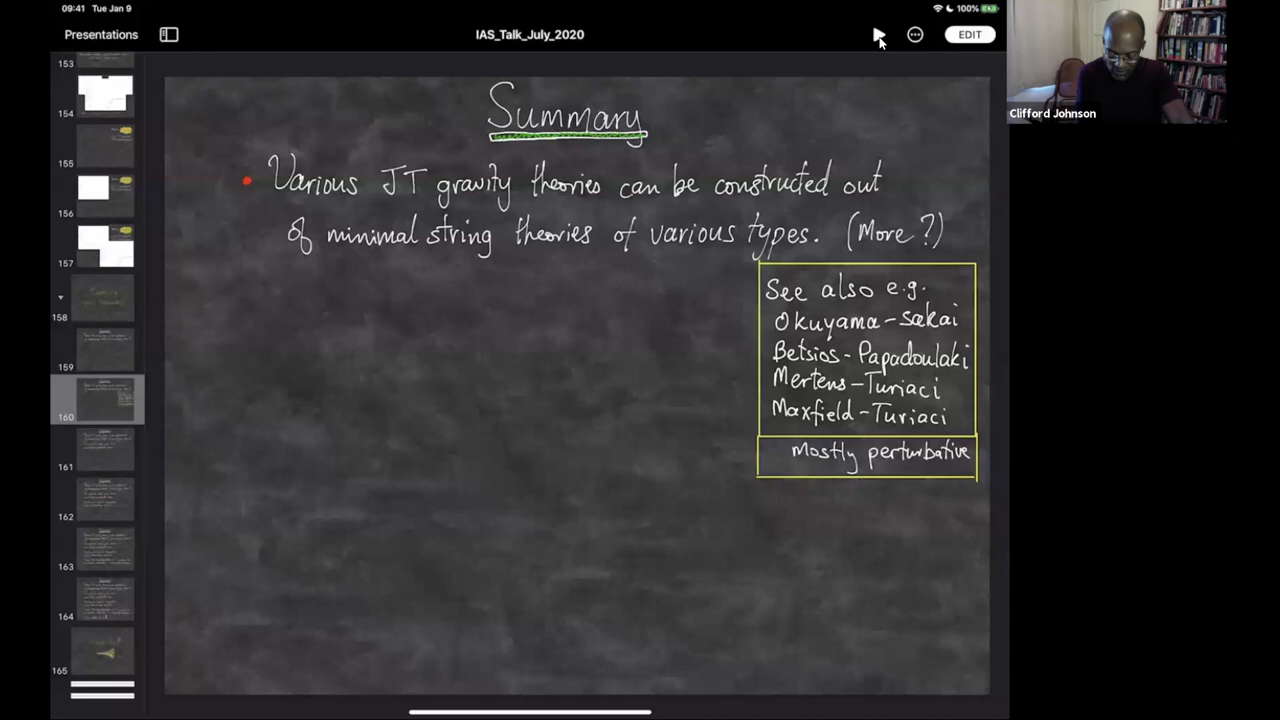 09:41 Tue Jan 9
100%
Presentations
IAS_Talk_July_2020
EDIT
153
154
155
156
157
158
159
160
161
162
163
164
165
Summary
Various JT gravity theories can be constructed out
of minimal string theories of various types. (More?)
See also e.g.
Okuyama-Sakai
Betsios-Papadoulaki
Mertens-Turiaci
Maxfield-Turiaci
Mostly perturbative
Clifford Johnson